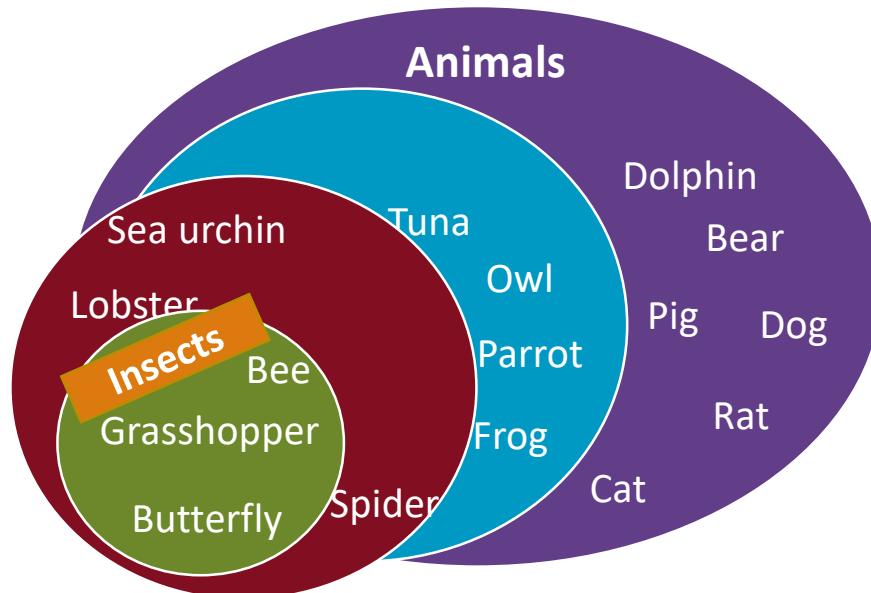 Animals
Dolphin
Sea urchin
Tuna
Bear
Owl
Lobster
Pig
Dog
Insects
Bee
Parrot
Grasshopper
Frog
Rat
Cat
Spider
Butterfly